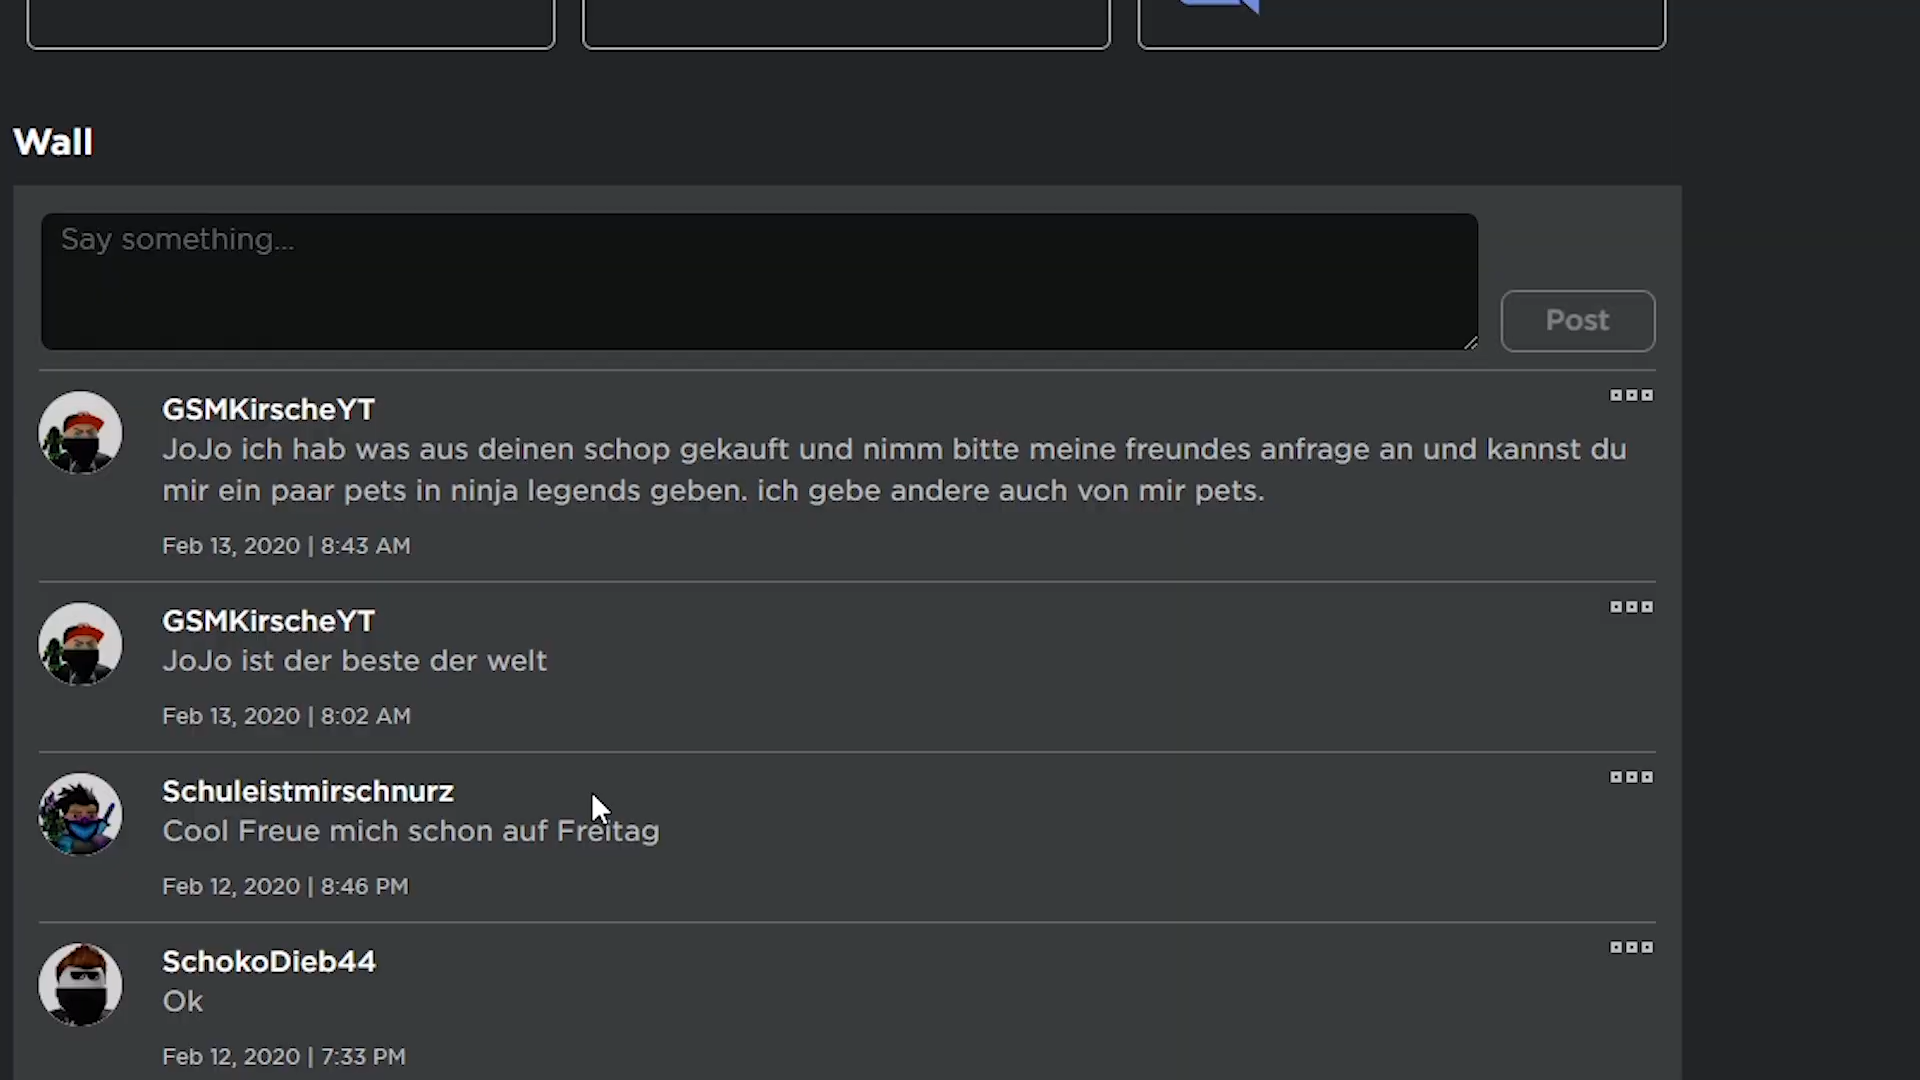 Wall
Say something...
Post
GSMKirscheYT
JoJo ich hab was aus deinen schop gekauft und nimm bitte meine freundes anfrage an und kannst du
mir ein paar pets in ninja legends geben. ich gebe andere auch von mir pets.
Feb 13, 2020 | 8:43 AM
GSMKirscheYT
JoJo ist der beste der welt
Feb 13, 2020 | 8:02 AM
Schuleistmirschnurz
Cool Freue mich schon auf Freitag
Feb 12, 2020 | 8:46 PM
SchokoDieb44
Ok
Feb 12, 2020 | 7:33 PM